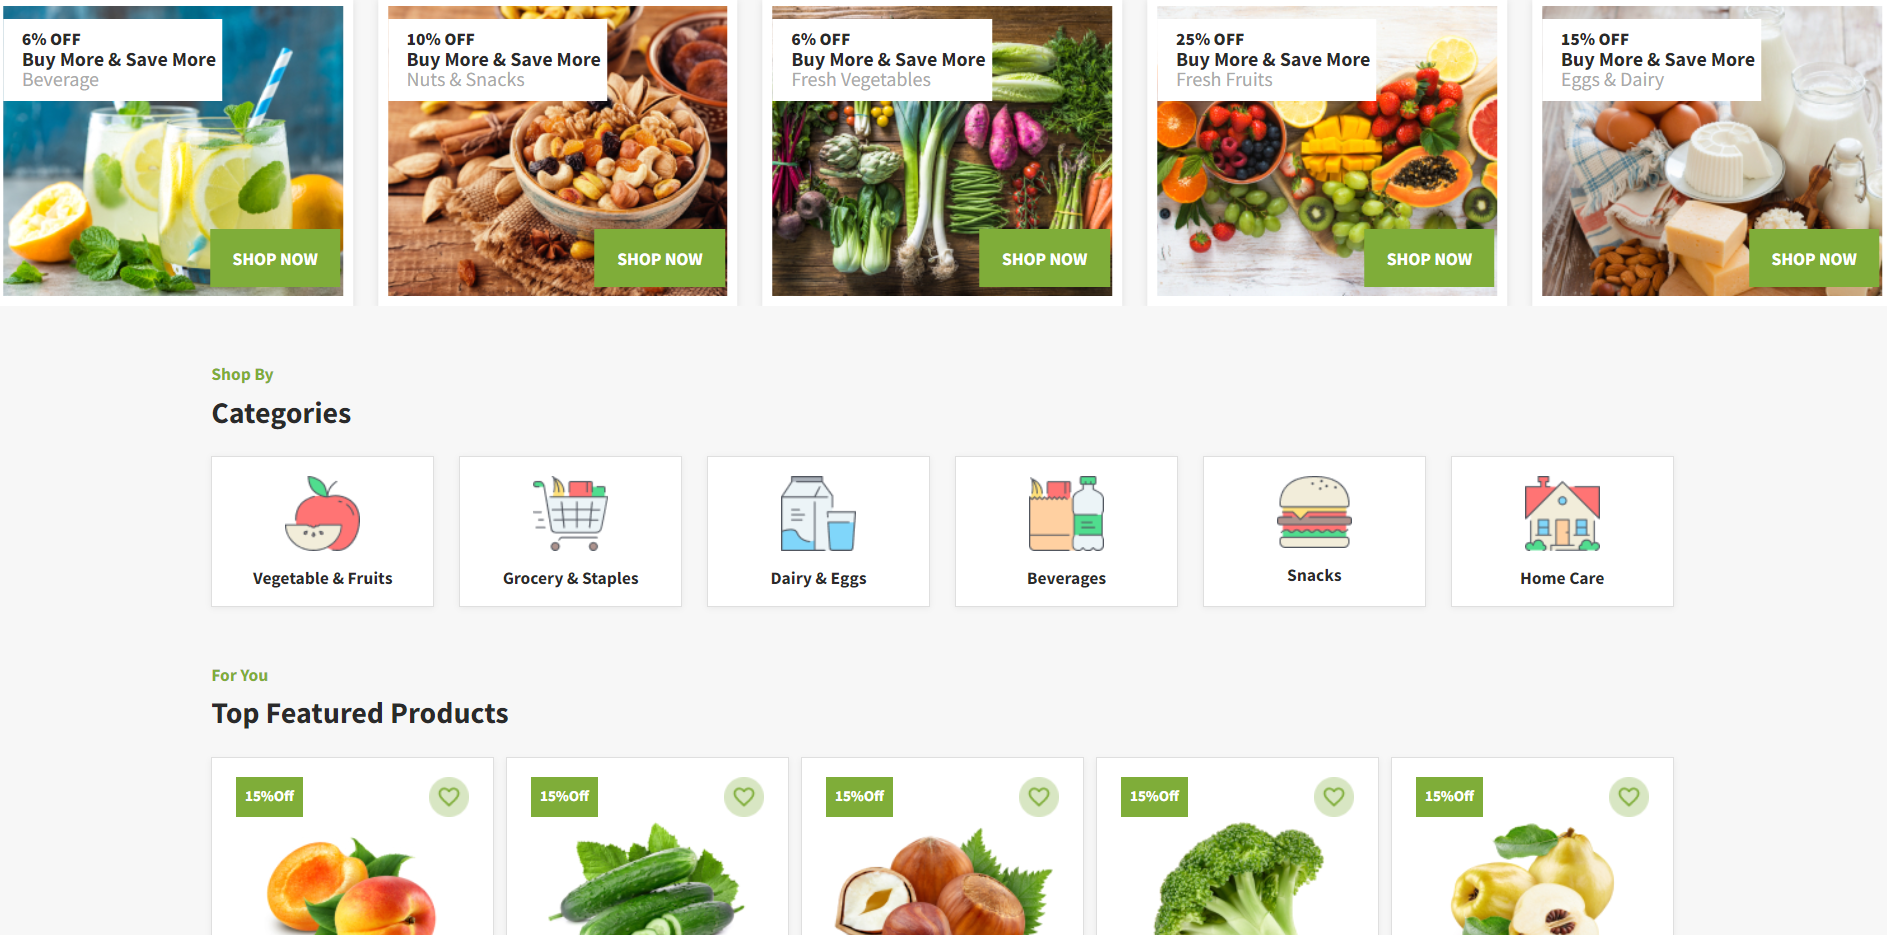 6% OFF
Buy More & Save More
Beverage
SHOP NOW
10% OFF
Buy More & Save More
Nuts & Snacks
SHOP NOW
6% OFF
Buy More & Save More
Fresh Vegetables
SHOP NOW
25% OFF
Buy More & Save More
Fresh Fruits
SHOP NOW
15% OFF
Buy More & Save More
Eggs & Dairy
SHOP NOW
Shop By
Categories
Vegetable & Fruits
Grocery & Staples
Dairy & Eggs
Beverages
Snacks
Home Care
For You
Top Featured Products
15%Off
15%Off
15%Off
15%Off
15%Off